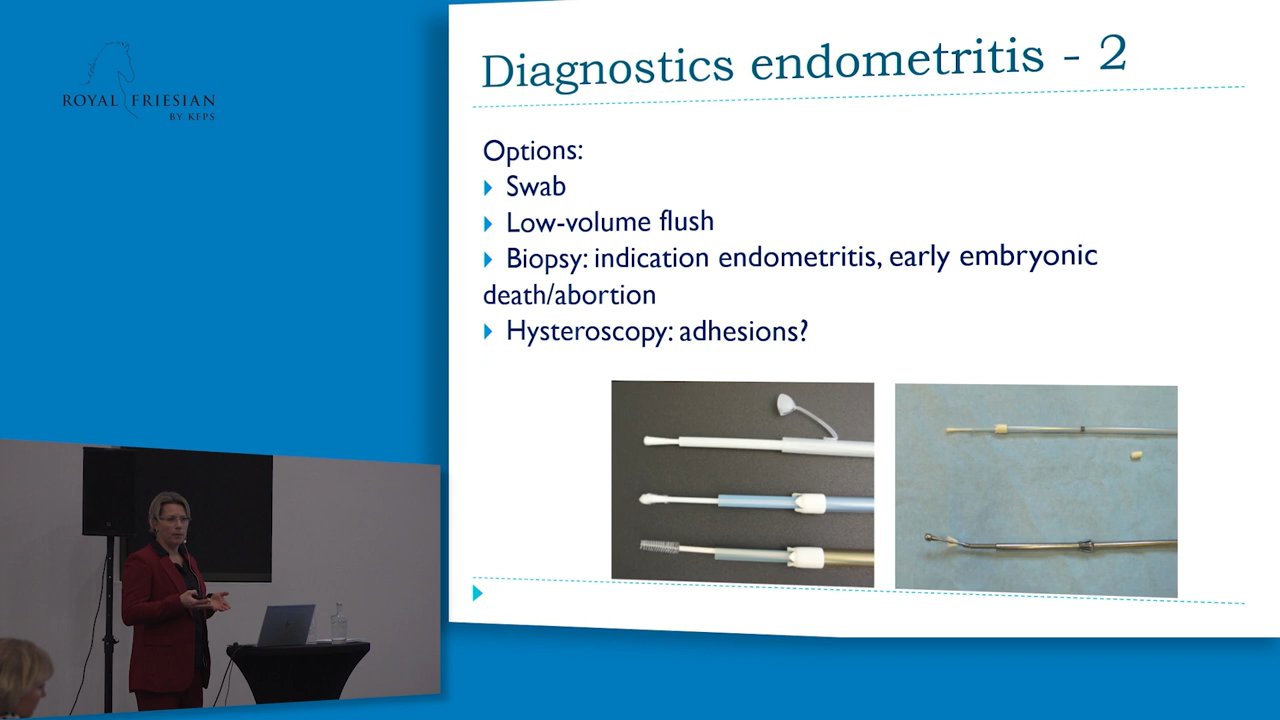 ROYAL FRIESIAN
BY KFPS
Diagnostics endometritis - 2
Options:
Swab
Low-volume flush
Biopsy: indication endometritis, early embryonic
death/abortion
Hysteroscopy: adhesions?